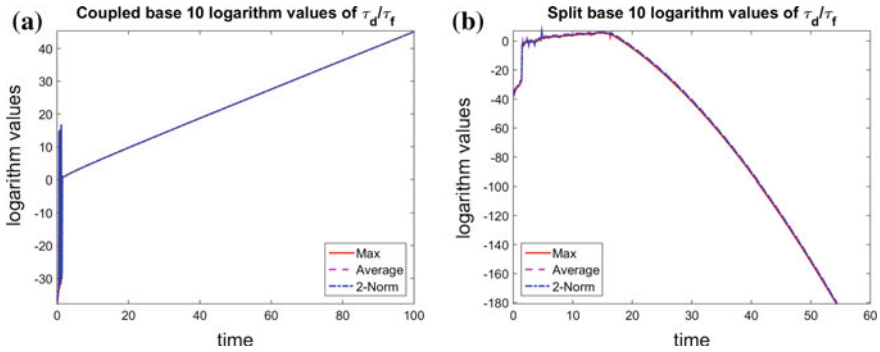 (a)
Coupled base 10 logarithm values of τd/τf
logarithm values
40
30
20
10
0
-10
-20
-30
0
20
40
60
80
100
time
Max
Average
2-Norm
(b)
Split base 10 logarithm values of τd/τf
logarithm values
0
-20
-40
-60
-80
-100
-120
-140
-160
-180
0
10
20
30
40
50
60
time
Max
Average
2-Norm